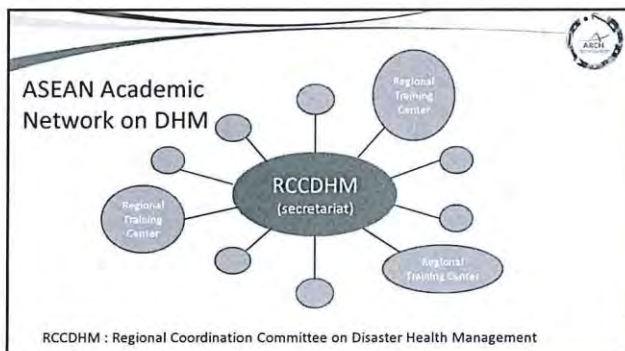 ARCH
ASEAN Academic
Network on DHM
Regional
Training
Center
RCCDHM
(secretariat)
Regional
Training
Center
Regional
Training Center
RCCDHM : Regional Coordination Committee on Disaster Health Management